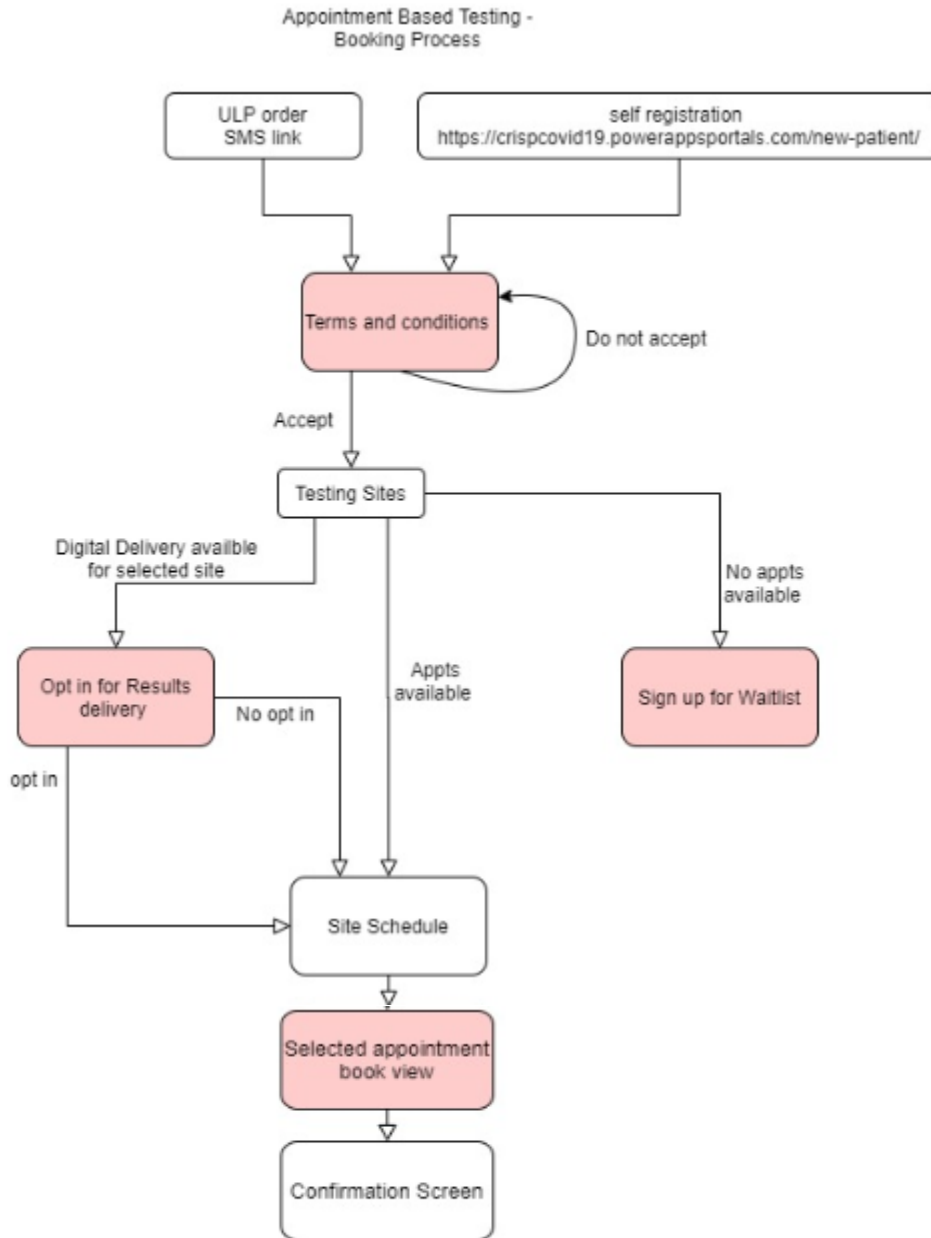 Appointment Based Testing -
Booking Process
ULP order
SMS link
self registration
https://crispcovid19.powerappsportals.com/new-patient/
Terms and conditions
Do not accept
Accept
Testing Sites
Digital Delivery availble
for selected site
No appts
available
Opt in for Results
delivery
No opt in
Appts
available
Sign up for Waitlist
opt in
Site Schedule
Selected appointment
book view
Confirmation Screen